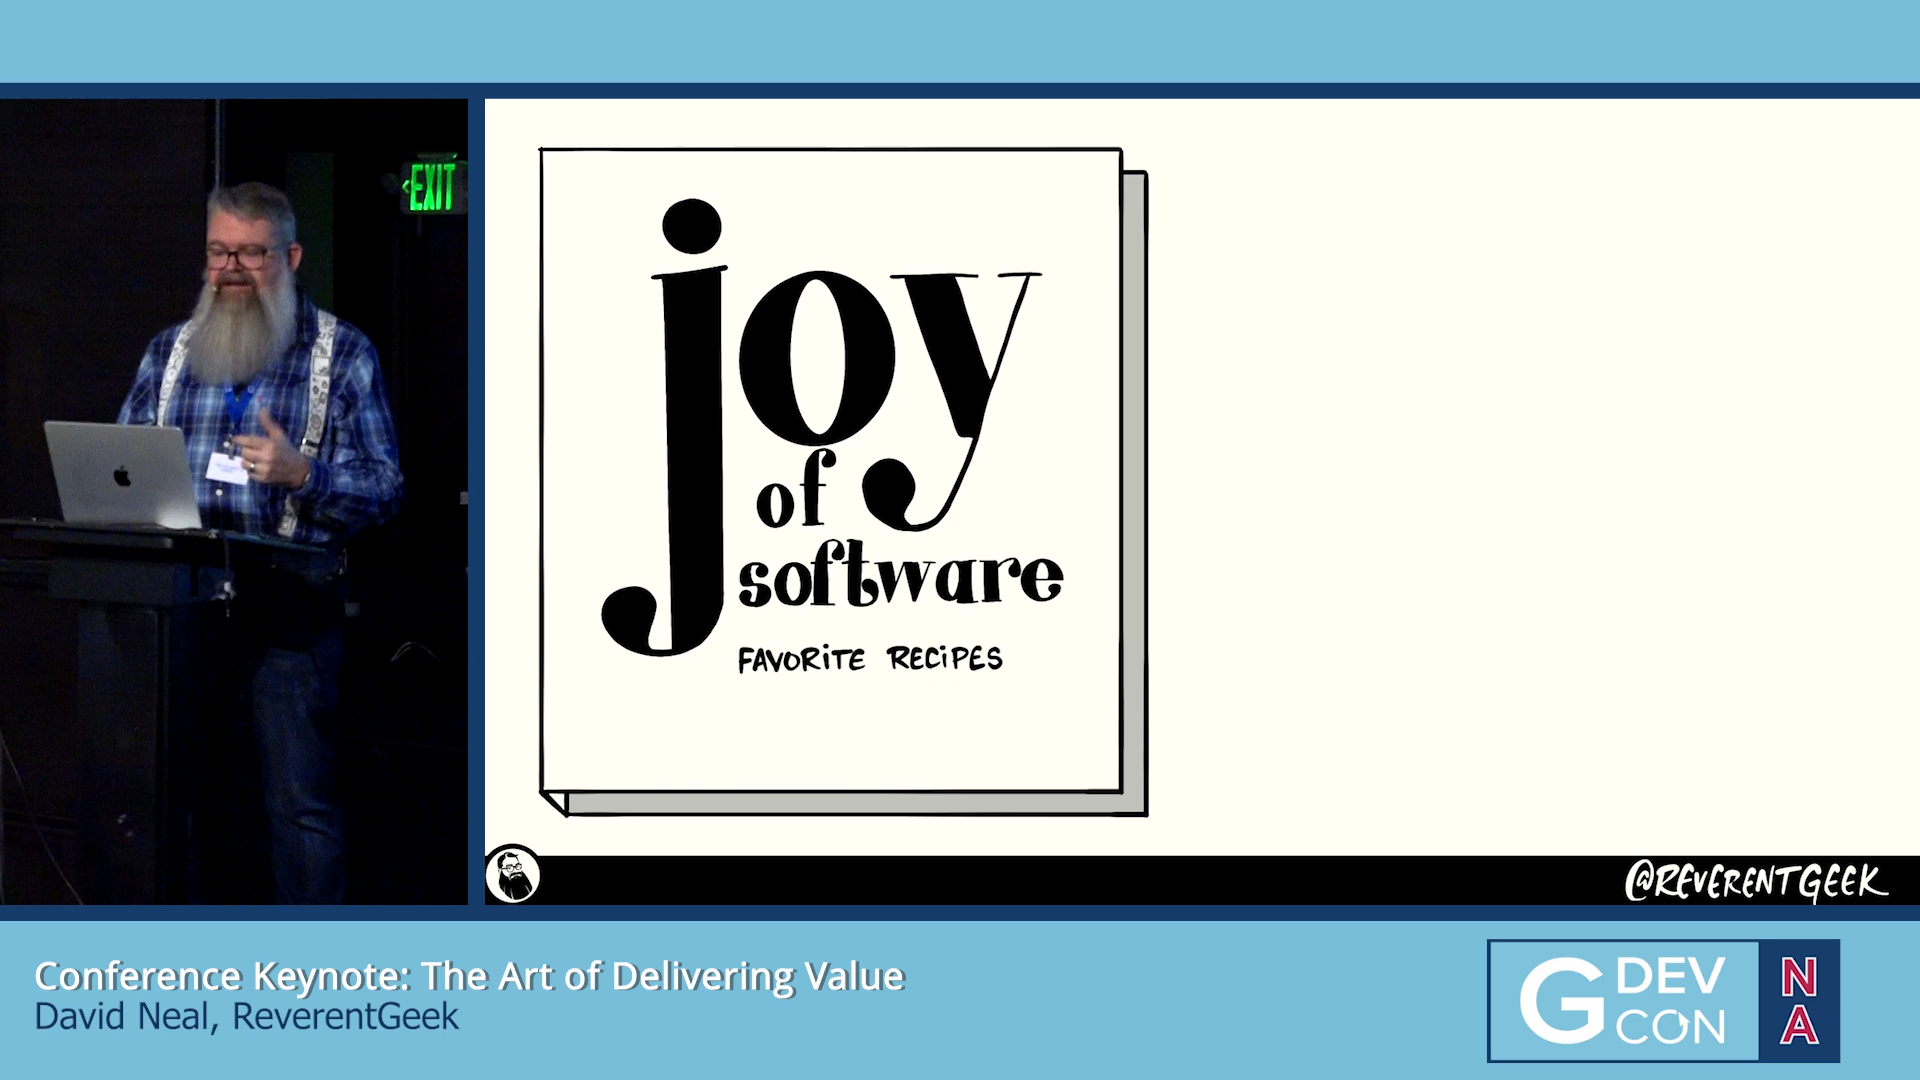 EXIT
joy
of
software
FAVORITE RECIPES
@REVERENTGEEK
Conference Keynote: The Art of Delivering Value
David Neal, ReverentGeek
G DEV CON
NA